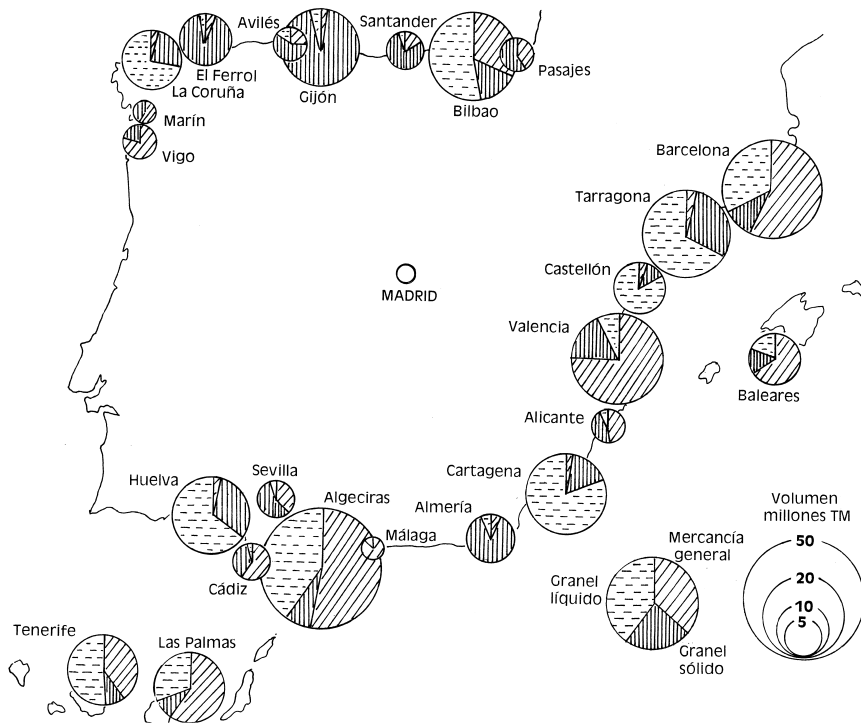 Avilés
Santander
El Ferrol
La Coruña
Gijón
Bilbao
Pasajes
Marín
Vigo
Barcelona
Tarragona
Castellón
MADRID
Valencia
Baleares
Alicante
Cartagena
Huelva
Sevilla
Algeciras
Almería
Málaga
Cádiz
Tenerife
Las Palmas
Volumen
millones TM
50
20
10
5
Mercancía
general
Granel
líquido
Granel
sólido